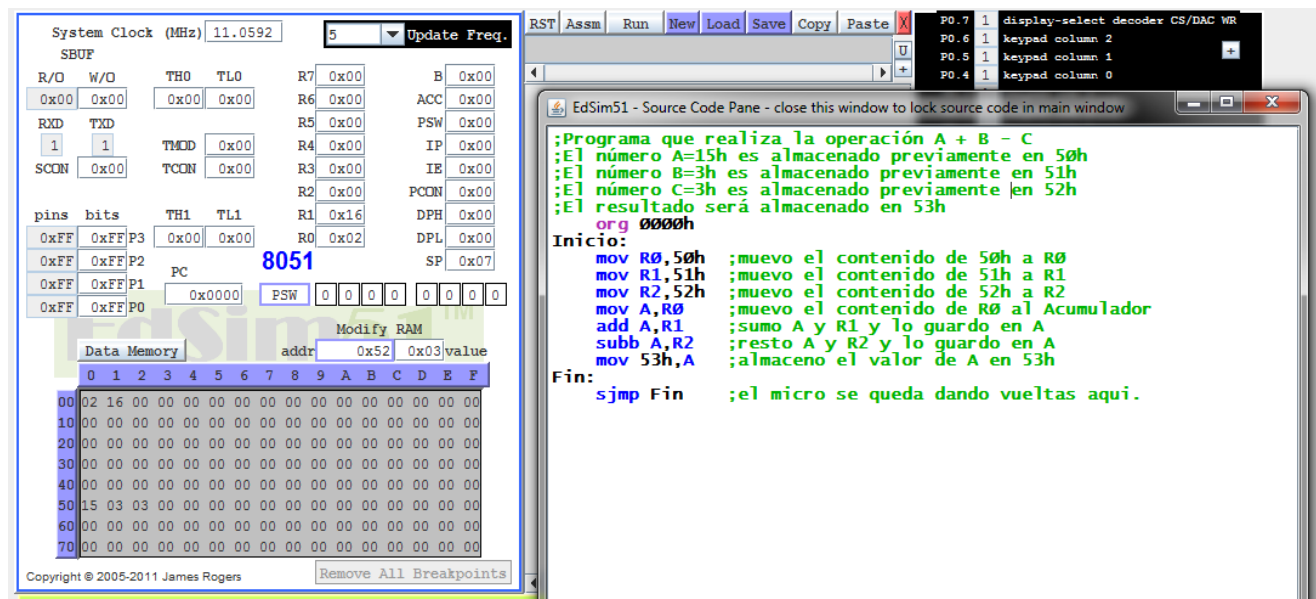 System Clock (MHz) 11.0592 5 Update Freq.
SBUF
R/O W/O TH0 TL0 R7 0x00 B 0x00
0x00 0x00 0x00 0x00 R6 0x00 ACC 0x00
RXD TXD R5 0x00 PSW 0x00
1 1 TMOD 0x00 R4 0x00 IP 0x00
SCON 0x00 TCON 0x00 R3 0x00 IE 0x00
R2 0x00 PCON 0x00
pins bits TH1 TL1 R1 0x16 DPH 0x00
0xFF 0xFF P3 0x00 0x00 R0 0x02 DPL 0x00
0xFF 0xFF P2 8051 SP 0x07
0xFF 0xFF P1 PC
0xFF 0xFF P0 0x0000 PSW 0 0 0 0 0 0 0 0
EdSim51 TM
Modify RAM
Data Memory addr 0x52 0x03 value
0 1 2 3 4 5 6 7 8 9 A B C D E F
00 02 16 00 00 00 00 00 00 00 00 00 00 00 00 00 00
10 00 00 00 00 00 00 00 00 00 00 00 00 00 00 00 00
20 00 00 00 00 00 00 00 00 00 00 00 00 00 00 00 00
30 00 00 00 00 00 00 00 00 00 00 00 00 00 00 00 00
40 00 00 00 00 00 00 00 00 00 00 00 00 00 00 00 00
50 15 03 03 00 00 00 00 00 00 00 00 00 00 00 00 00
60 00 00 00 00 00 00 00 00 00 00 00 00 00 00 00 00
70 00 00 00 00 00 00 00 00 00 00 00 00 00 00 00 00
Copyright © 2005-2011 James Rogers Remove All Breakpoints
RST Assm Run New Load Save Copy Paste X
U
+
P0.7 1 display-select decoder CS/DAC WR
P0.6 1 keypad column 2
P0.5 1 keypad column 1
P0.4 1 keypad column 0
+
EdSim51 - Source Code Pane - close this window to lock source code in main window
;Programa que realiza la operación A + B - C
;El número A=15h es almacenado previamente en 50h
;El número B=3h es almacenado previamente en 51h
;El número C=3h es almacenado previamente en 52h
;El resultado será almacenado en 53h
org 0000h
Inicio:
mov R0,50h ;muevo el contenido de 50h a R0
mov R1,51h ;muevo el contenido de 51h a R1
mov R2,52h ;muevo el contenido de 52h a R2
mov A,R0 ;muevo el contenido de R0 al Acumulador
add A,R1 ;sumo A y R1 y lo guardo en A
subb A,R2 ;resto A y R2 y lo guardo en A
mov 53h,A ;almaceno el valor de A en 53h
Fin:
sjmp Fin ;el micro se queda dando vueltas aqui.